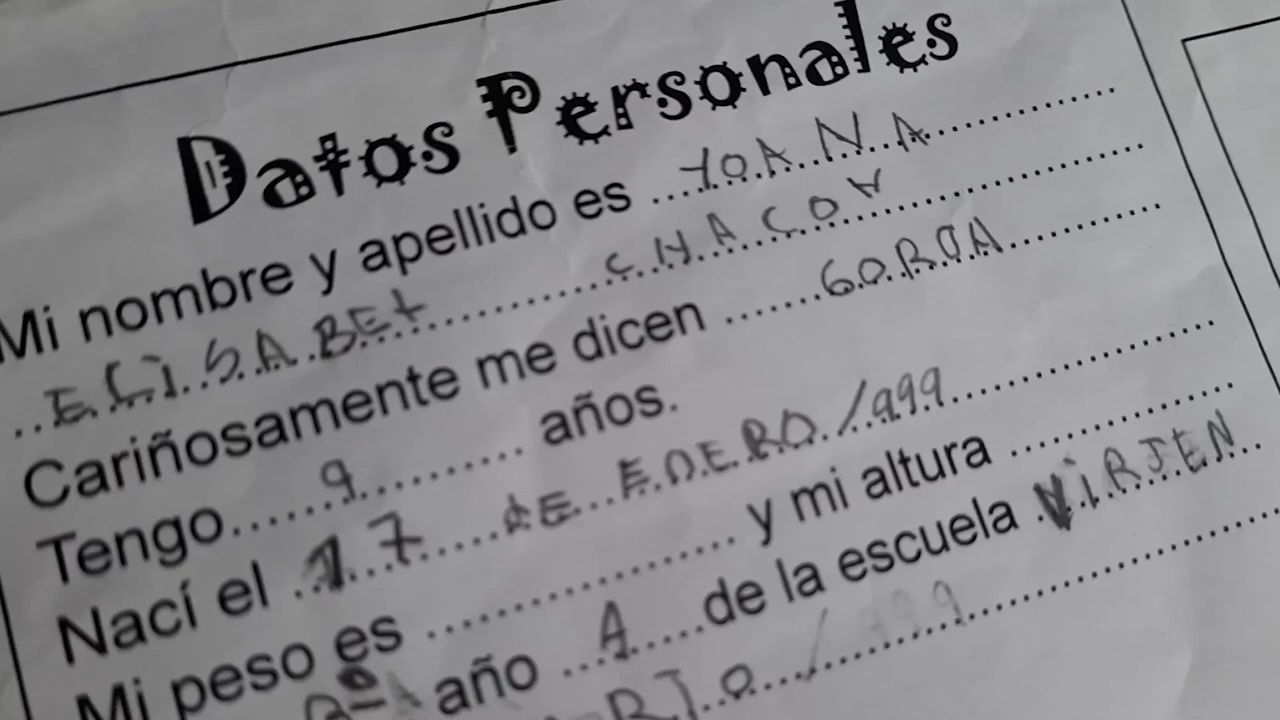 Datos Personales
Mi nombre y apellido es ...YOANA...
..ELiSABEt... CHACON...
Cariñosamente me dicen ...GORDA...
Tengo...9... años.
Nací el ...17... dE...ENERO./999...
Mi peso es ... y mi altura ...
año ...A...de la escuela ViRJEN...